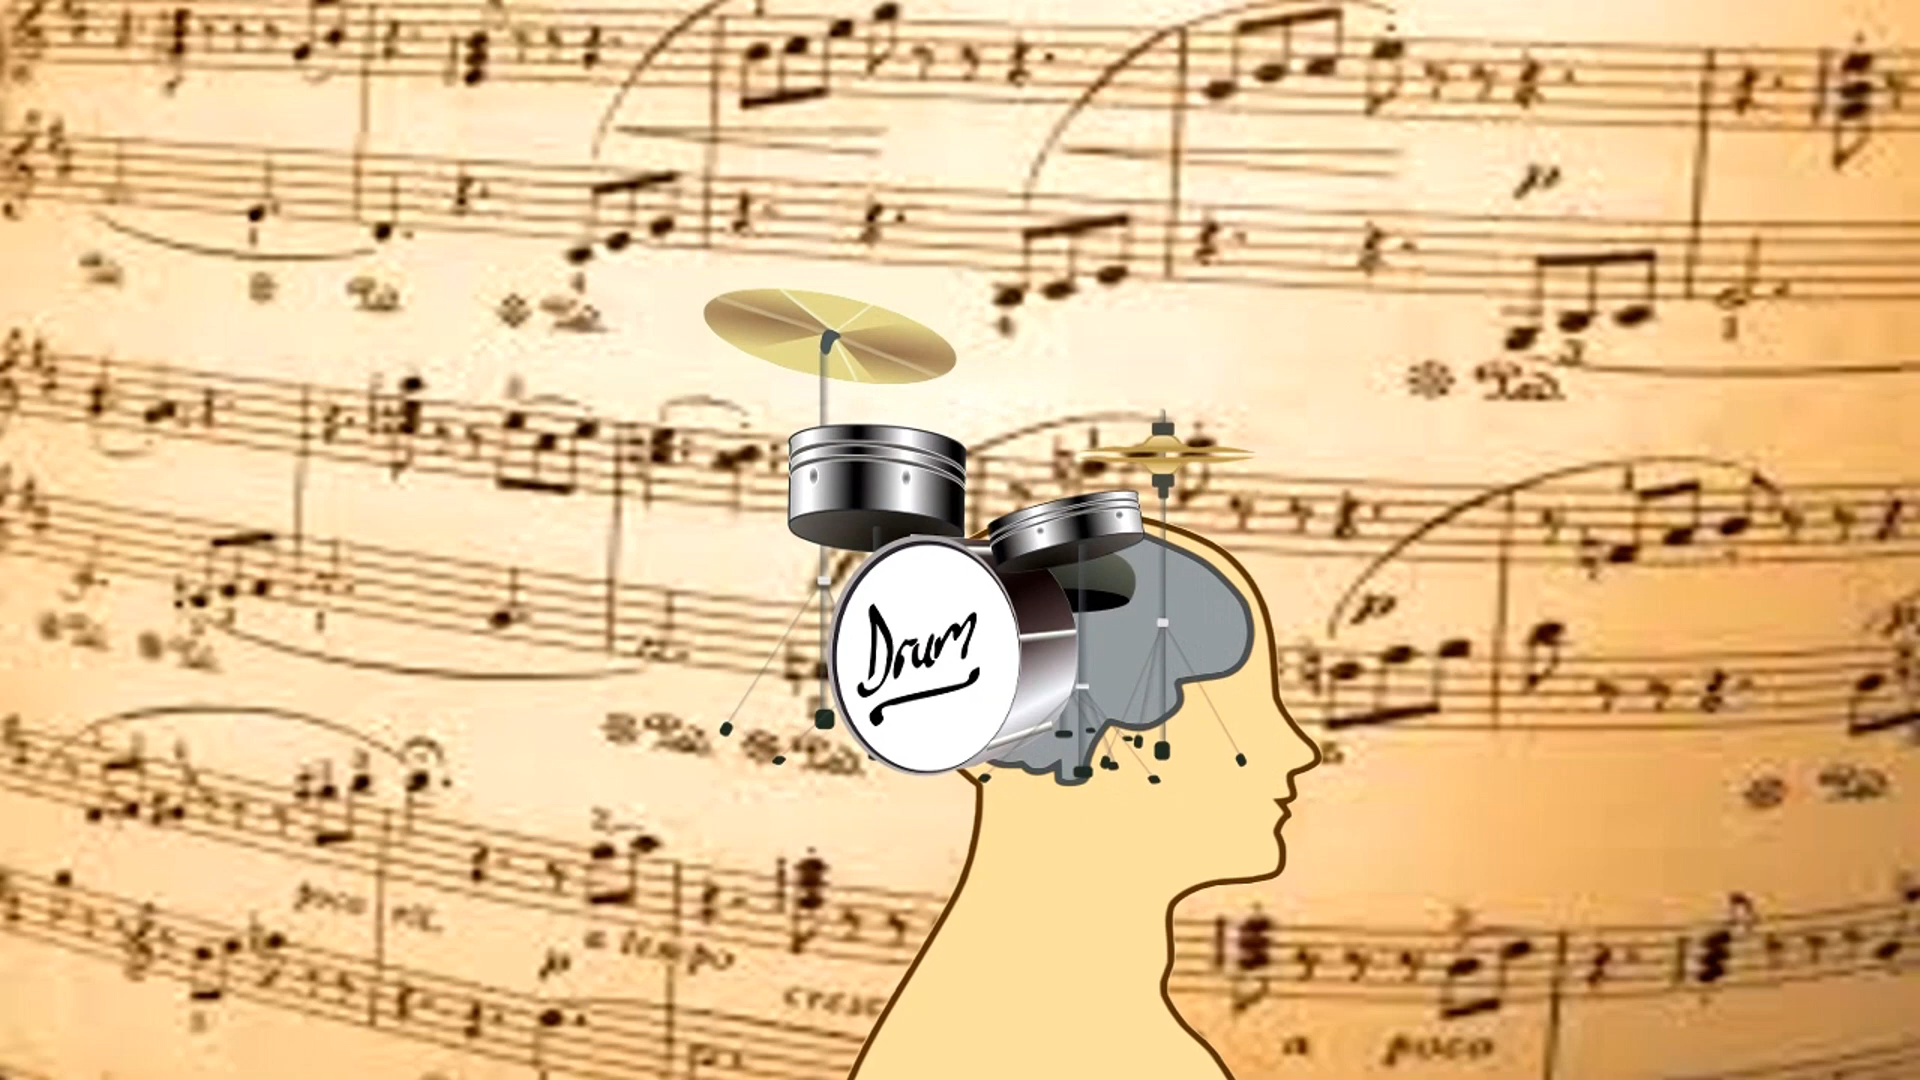 p
Drum
p
poco rit.
p a tempo
cresc
a poco